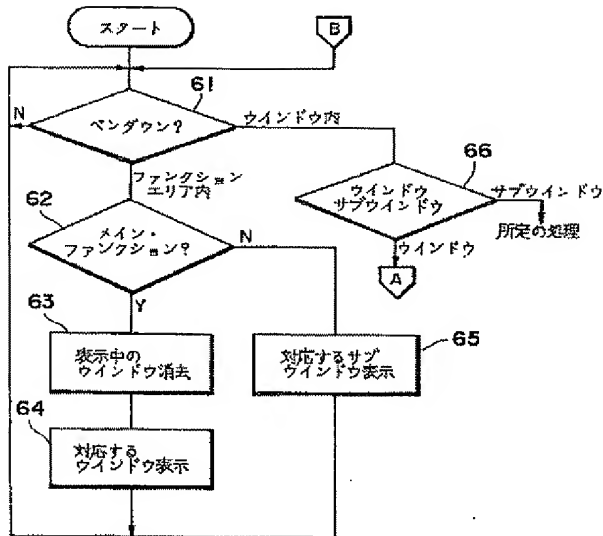 スタート
B
61
N
ペンダウン?
ウインドウ内
66
ファンクション
エリア内
ウインドウ
サブウインドウ
サブウインドウ
所定の処理
62
メイン・
ファンクション?
N
ウインドウ
A
Y
63
表示中の
ウインドウ消去
対応するサブ
ウインドウ表示
65
64
対応する
ウインドウ表示